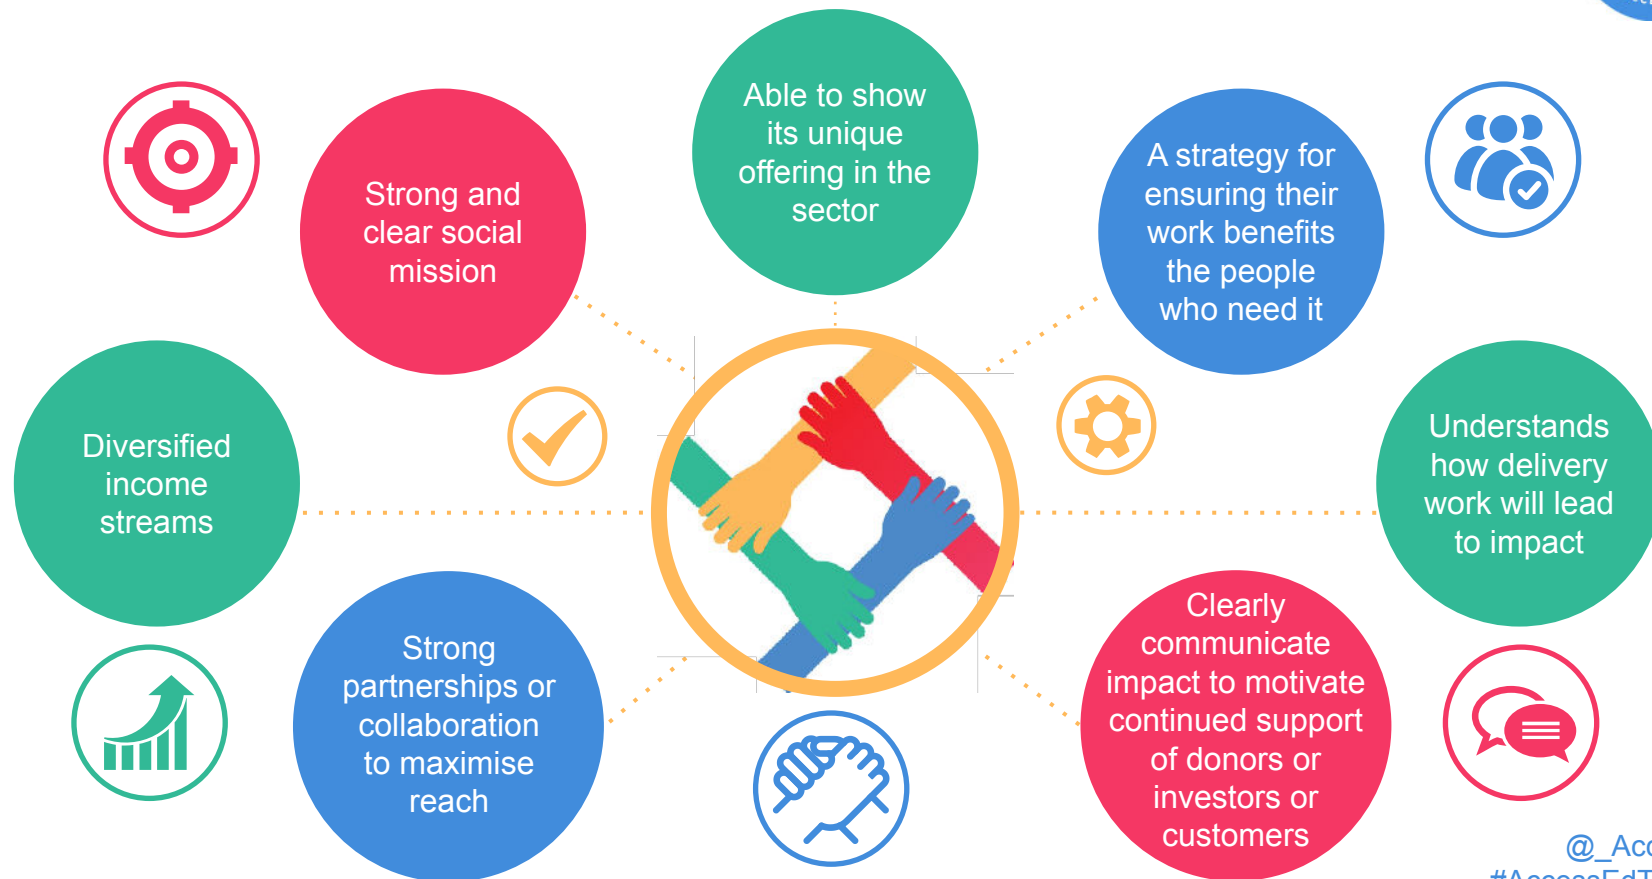 Able to show
its unique
offering in the
sector
Strong and
clear social
mission
A strategy for
ensuring their
work benefits
the people
who need it
Diversified
income
streams
Understands
how delivery
work will lead
to impact
Strong
partnerships or
collaboration
to maximise
reach
Clearly
communicate
impact to motivate
continued support
of donors or
investors or
customers
@_Acc
#AccessEdT